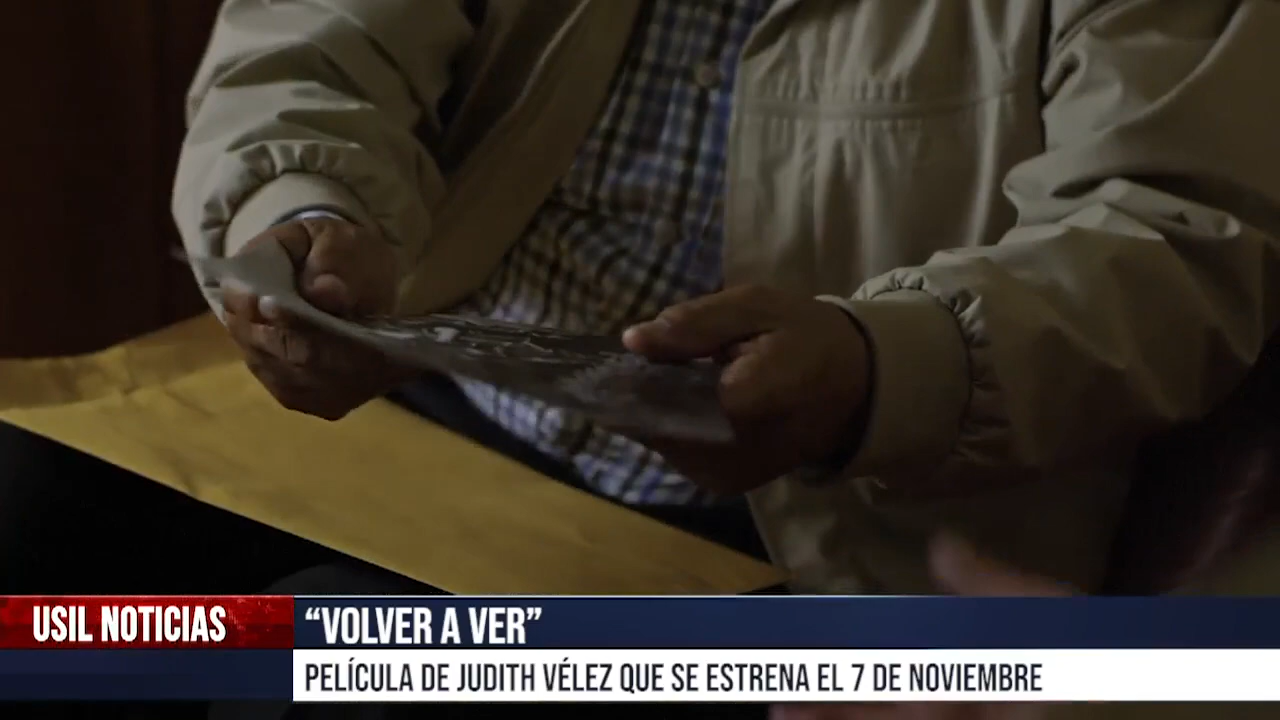 USIL NOTICIAS
“VOLVER A VER”
PELÍCULA DE JUDITH VÉLEZ QUE SE ESTRENA EL 7 DE NOVIEMBRE